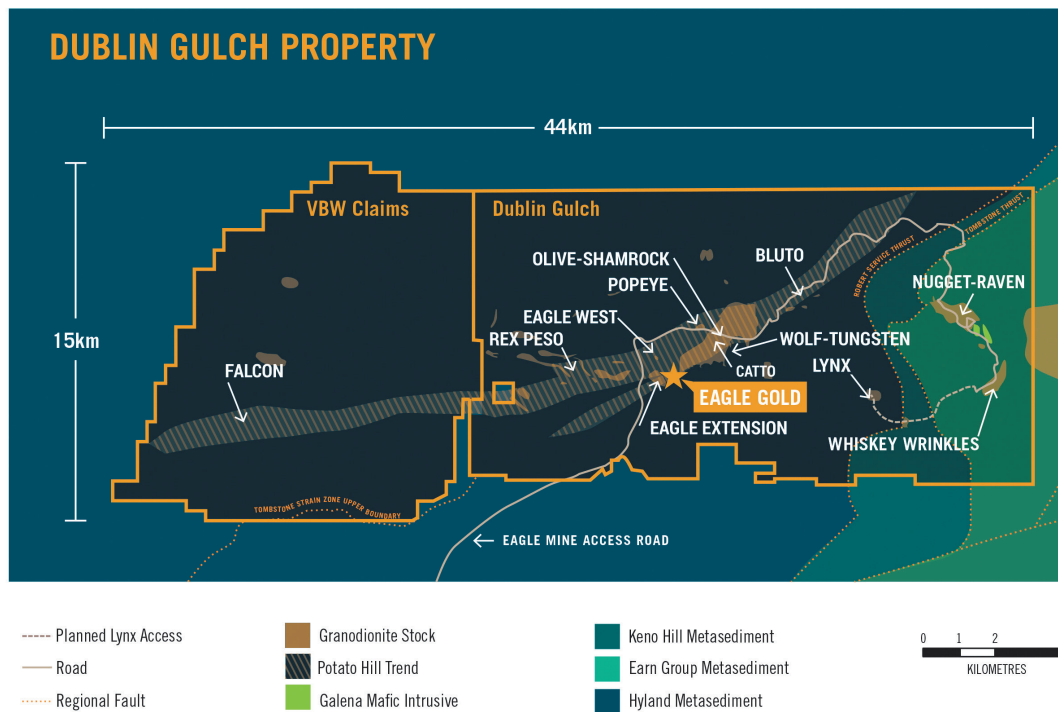 DUBLIN GULCH PROPERTY
44km
15km
VBW Claims
Dublin Gulch
TOMBSTONE THRUST
ROBERT SERVICE THRUST
OLIVE-SHAMROCK
BLUTO
POPEYE
NUGGET-RAVEN
EAGLE WEST
REX PESO
WOLF-TUNGSTEN
FALCON
CATTO
LYNX
EAGLE GOLD
EAGLE EXTENSION
WHISKEY WRINKLES
TOMBSTONE STRAIN ZONE UPPER BOUNDARY
EAGLE MINE ACCESS ROAD
Planned Lynx Access
Road
Regional Fault
Granodionite Stock
Potato Hill Trend
Galena Mafic Intrusive
Keno Hill Metasediment
Earn Group Metasediment
Hyland Metasediment
0 1 2
KILOMETRES